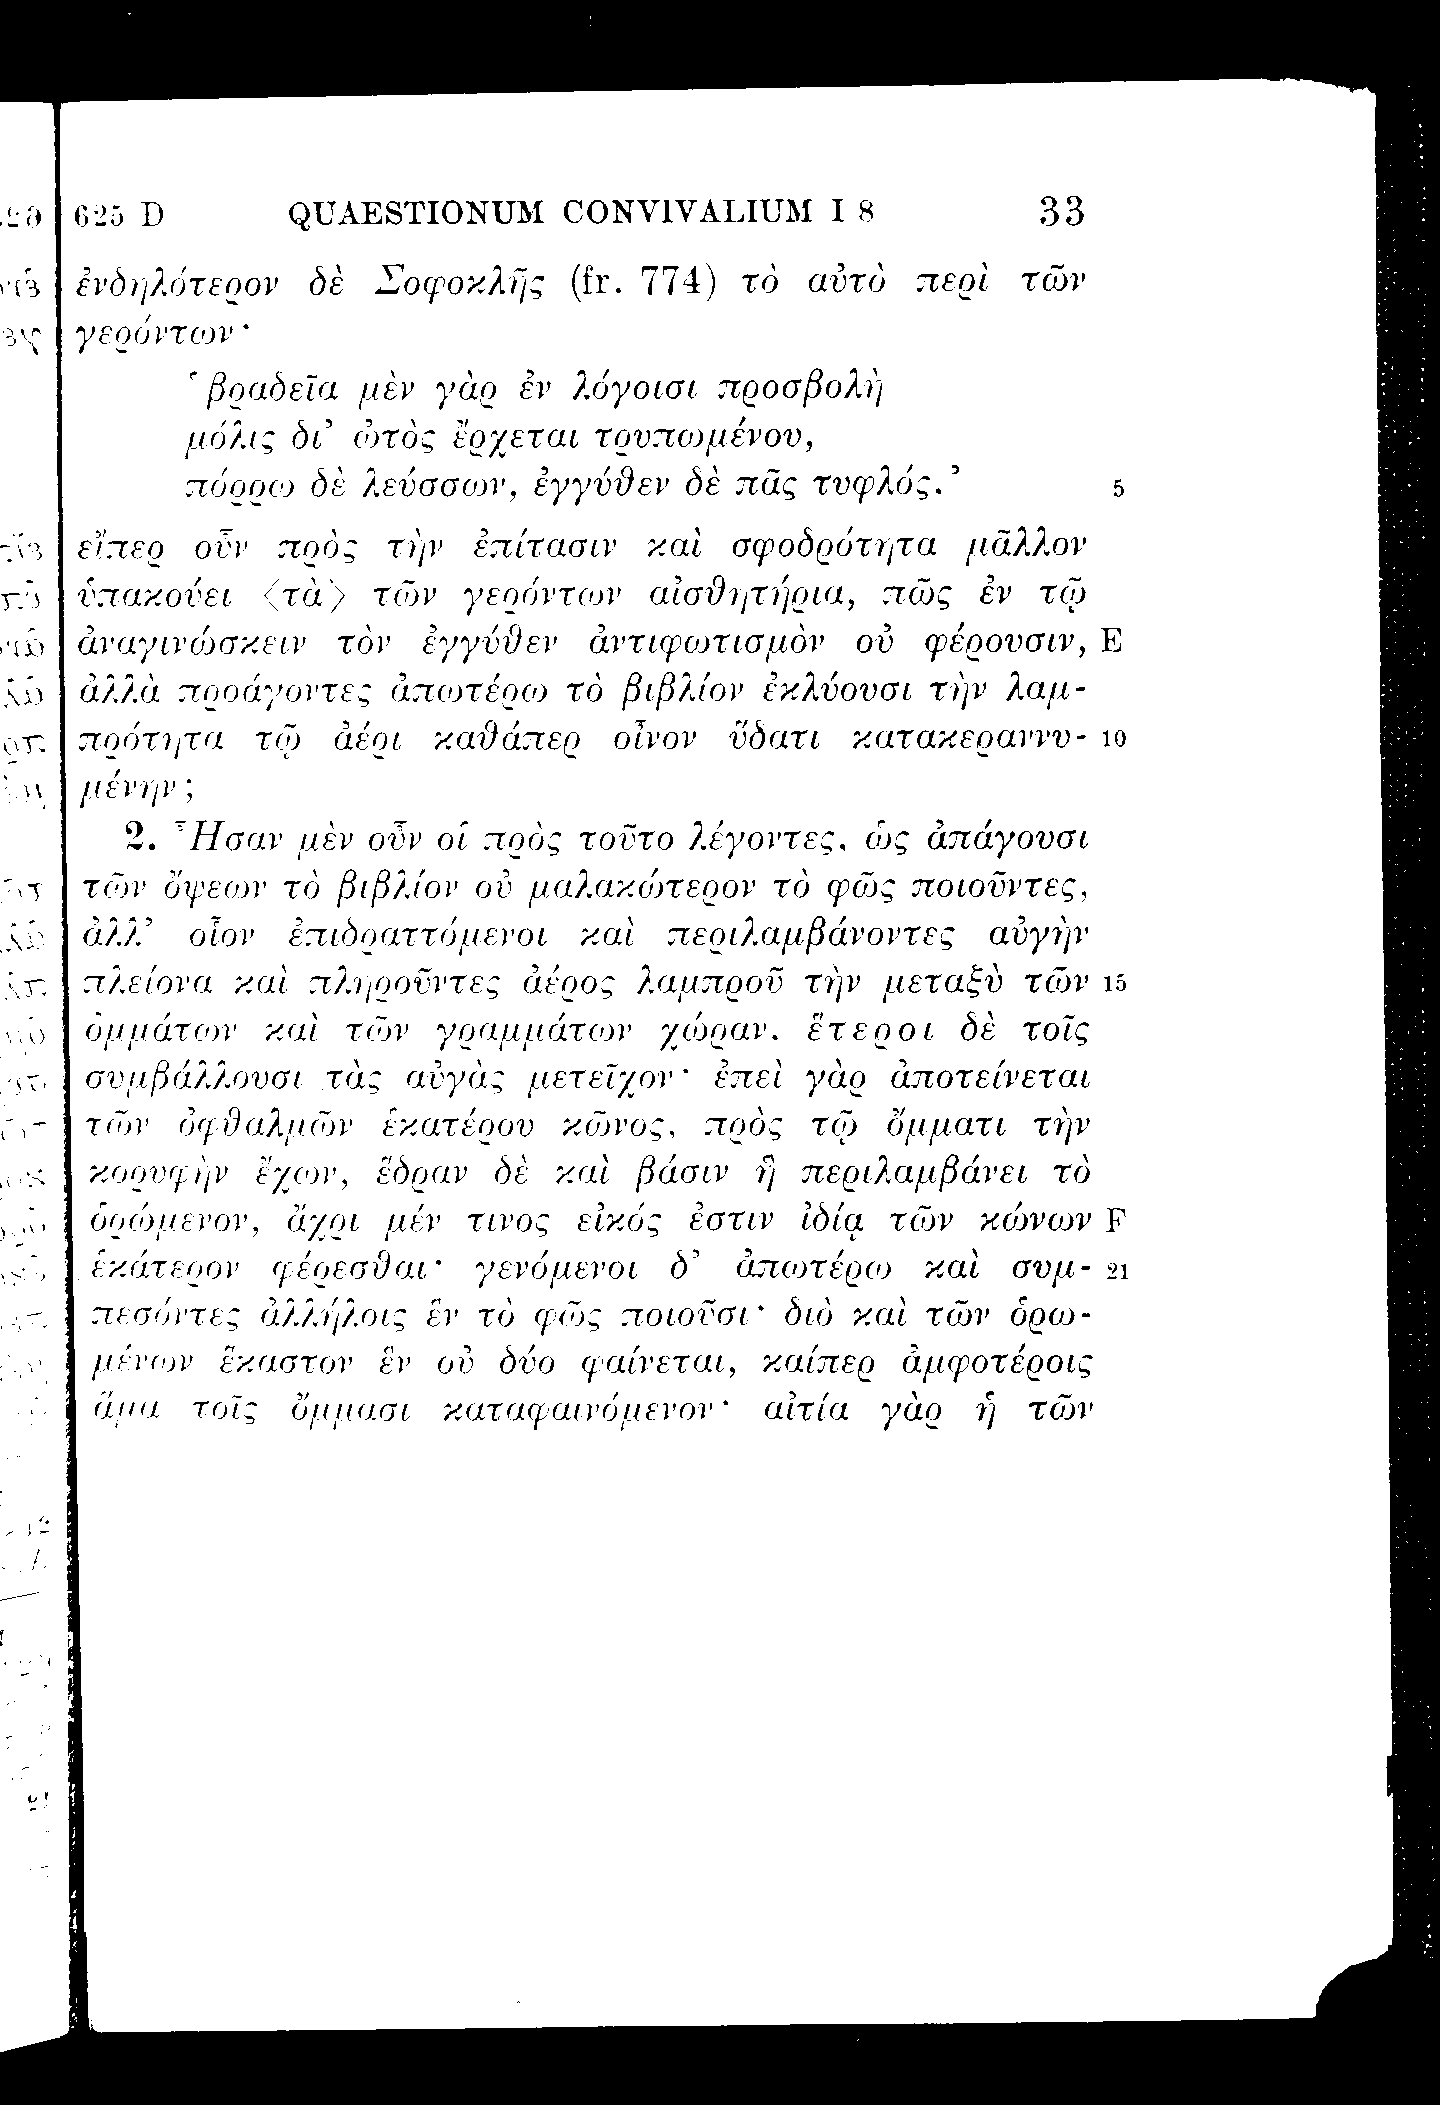 625 D QUAESTIONUM CONVIVALIUM I 8 33
ἐνδηλότερον δὲ Σοφοκλῆς (fr. 774) τὸ αὐτὸ περὶ τῶν
γερόντων·
‘βραδεῖα μὲν γὰρ ἐν λόγοισι προσβολὴ
μόλις δι’ ὠτὸς ἔρχεται τρυπωμένου,
πόρρω δὲ λεύσσων, ἐγγύθεν δὲ πᾶς τυφλός.’ 5
εἴπερ οὖν πρὸς τὴν ἐπίτασιν καὶ σφοδρότητα μᾶλλον
ὑπακούει 〈τὰ〉 τῶν γερόντων αἰσθητήρια, πῶς ἐν τῷ
ἀναγινώσκειν τὸν ἐγγύθεν ἀντιφωτισμὸν οὐ φέρουσιν, E
ἀλλὰ προάγοντες ἀπωτέρω τὸ βιβλίον ἐκλύουσι τὴν λαμ-
πρότητα τῷ ἀέρι καθάπερ οἶνον ὕδατι κατακεραννυ- 10
μένην;
2. Ἦσαν μὲν οὖν οἱ πρὸς τοῦτο λέγοντες, ὡς ἀπάγουσι
τῶν ὄψεων τὸ βιβλίον οὐ μαλακώτερον τὸ φῶς ποιοῦντες,
ἀλλ’ οἷον ἐπιδραττόμενοι καὶ περιλαμβάνοντες αὐγὴν
πλείονα καὶ πληροῦντες ἀέρος λαμπροῦ τὴν μεταξὺ τῶν 15
ὀμμάτων καὶ τῶν γραμμάτων χώραν. ἕτεροι δὲ τοῖς
συμβάλλουσι τὰς αὐγὰς μετεῖχον· ἐπεὶ γὰρ ἀποτείνεται
τῶν ὀφθαλμῶν ἑκατέρου κῶνος, πρὸς τῷ ὄμματι τὴν
κορυφὴν ἔχων, ἕδραν δὲ καὶ βάσιν ἣ περιλαμβάνει τὸ
ὁρώμενον, ἄχρι μέν τινος εἰκός ἐστιν ἰδίᾳ τῶν κώνων F
ἑκάτερον φέρεσθαι· γενόμενοι δ’ ἀπωτέρω καὶ συμ- 21
πεσόντες ἀλλήλοις ἓν τὸ φῶς ποιοῦσι· διὸ καὶ τῶν ὁρω-
μένων ἕκαστον ἓν οὐ δύο φαίνεται, καίπερ ἀμφοτέροις
ἅμα τοῖς ὄμμασι καταφαινόμενον· αἰτία γὰρ ἡ τῶν